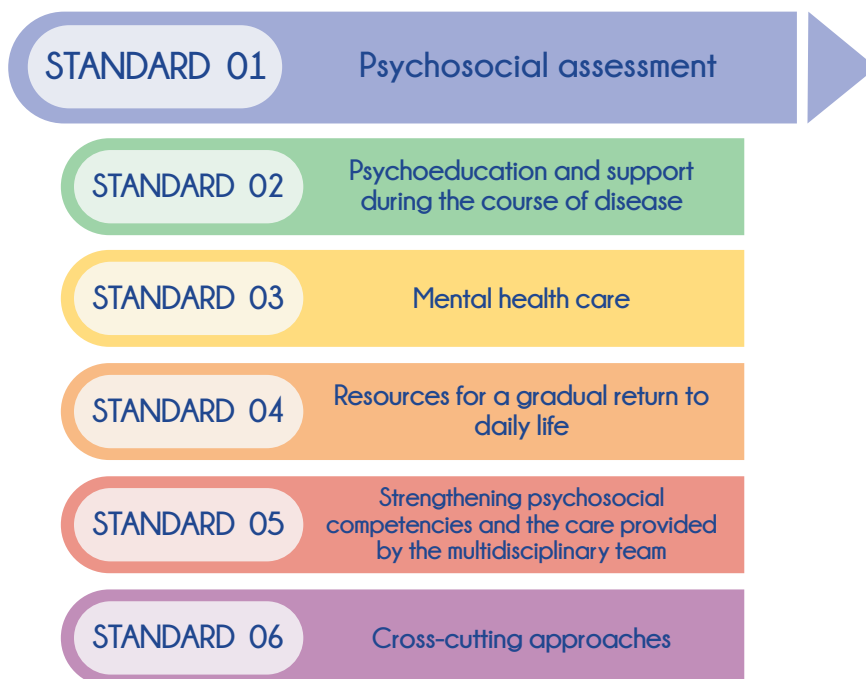 STANDARD 01
Psychosocial assessment
STANDARD 02
Psychoeducation and support
during the course of disease
STANDARD 03
Mental health care
STANDARD 04
Resources for a gradual return to
daily life
STANDARD 05
Strengthening psychosocial
competencies and the care provided
by the multidisciplinary team
STANDARD 06
Cross-cutting approaches